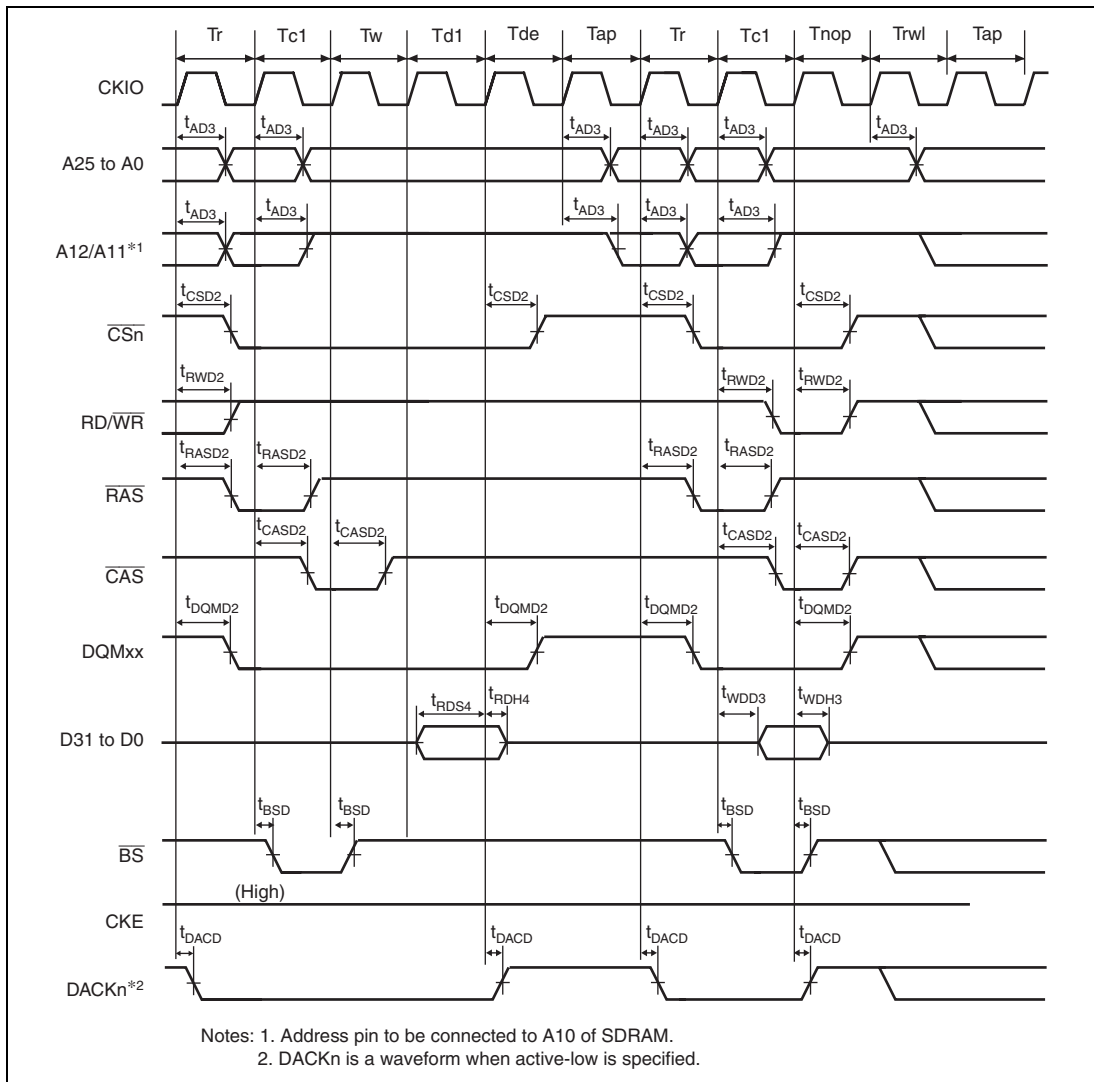 Tr Tc1 Tw Td1 Tde Tap Tr Tc1 Tnop Trwl Tap
CKIO
tAD3 tAD3 tAD3 tAD3 tAD3 tAD3
A25 to A0
tAD3 tAD3 tAD3 tAD3 tAD3
A12/A11*1
tCSD2 tCSD2 tCSD2 tCSD2
CSn
tRWD2 tRWD2 tRWD2
RD/WR
tRASD2 tRASD2 tRASD2 tRASD2
RAS
tCASD2 tCASD2 tCASD2 tCASD2
CAS
tDQMD2 tDQMD2 tDQMD2 tDQMD2
DQMxx
tRDS4 tRDH4 tWDD3 tWDH3
D31 to D0
tBSD tBSD tBSD tBSD
BS
(High)
CKE
tDACD tDACD tDACD tDACD
DACKn*2
Notes: 1. Address pin to be connected to A10 of SDRAM.
2. DACKn is a waveform when active-low is specified.